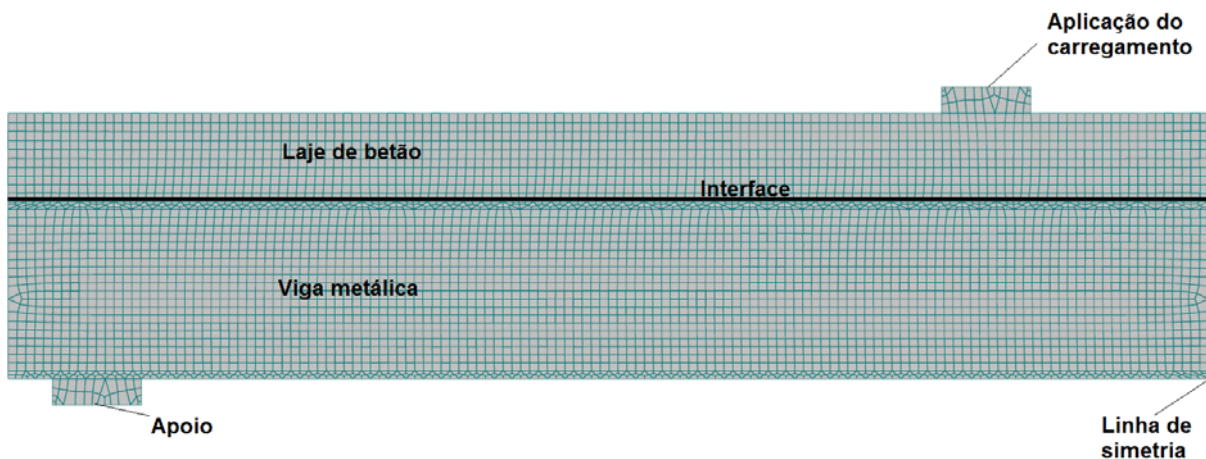 Aplicação do
carregamento
Laje de betão
Interface
Viga metálica
Apoio
Linha de
simetria